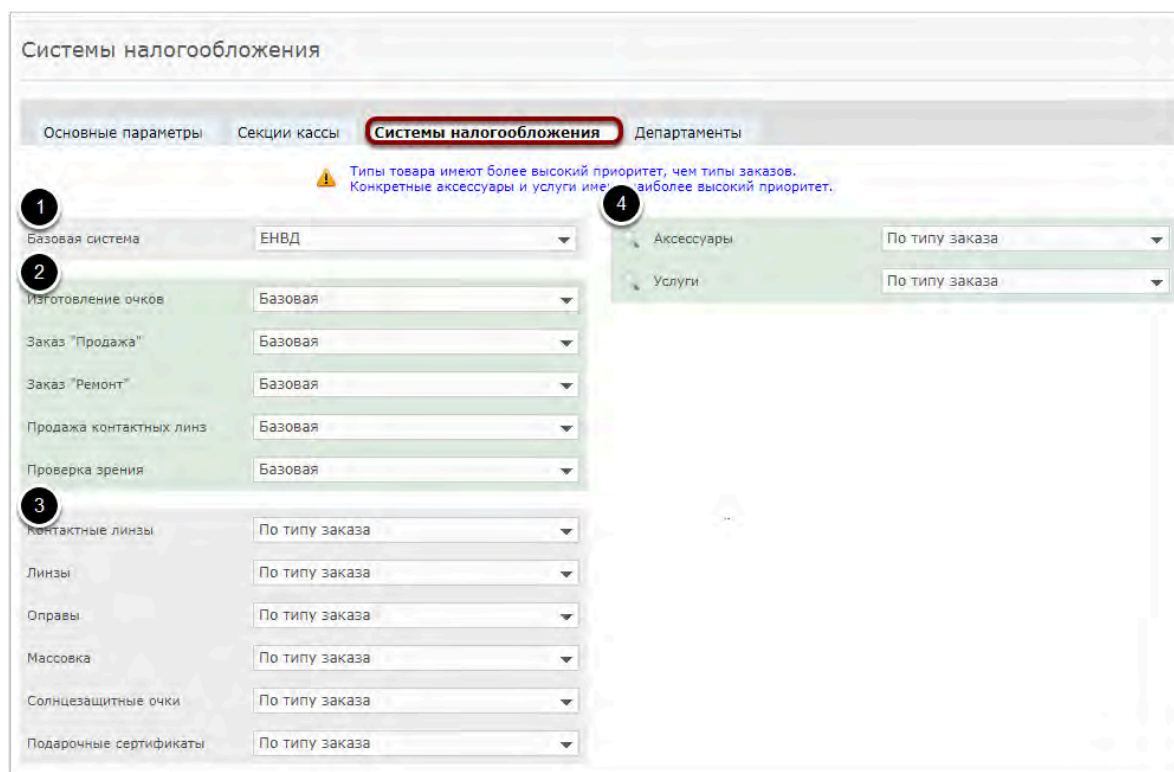 Системы налогообложения
Основные параметры Секции кассы Системы налогообложения Департаменты
Типы товара имеют более высокий приоритет, чем типы заказов.
Конкретные аксессуары и услуги наиболее высокий приоритет.
1
Базовая система ЕНВД
2
Изготовление очков Базовая
Заказ "Продажа" Базовая
Заказ "Ремонт" Базовая
Продажа контактных линз Базовая
Проверка зрения Базовая
3
Контактные линзы По типу заказа
Линзы По типу заказа
Оправы По типу заказа
Массовка По типу заказа
Солнцезащитные очки По типу заказа
Подарочные сертификаты По типу заказа
4
Аксессуары По типу заказа
Услуги По типу заказа